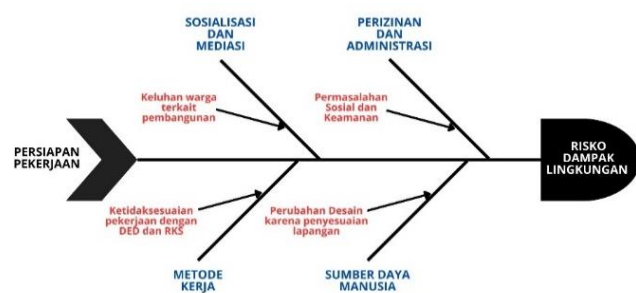 SOSIALISASI
DAN
MEDIASI
PERIZINAN
DAN
ADMINISTRASI
Keluhan warga
terkait
pembangunan
Permasalahan
Sosial dan
Keamanan
PERSIAPAN
PEKERJAAN
RISKO
DAMPAK
LINGKUNGAN
Ketidaksesuaian
pekerjaan dengan
DED dan RKS
Perubahan Desain
karena penyesuaian
lapangan
METODE
KERJA
SUMBER DAYA
MANUSIA